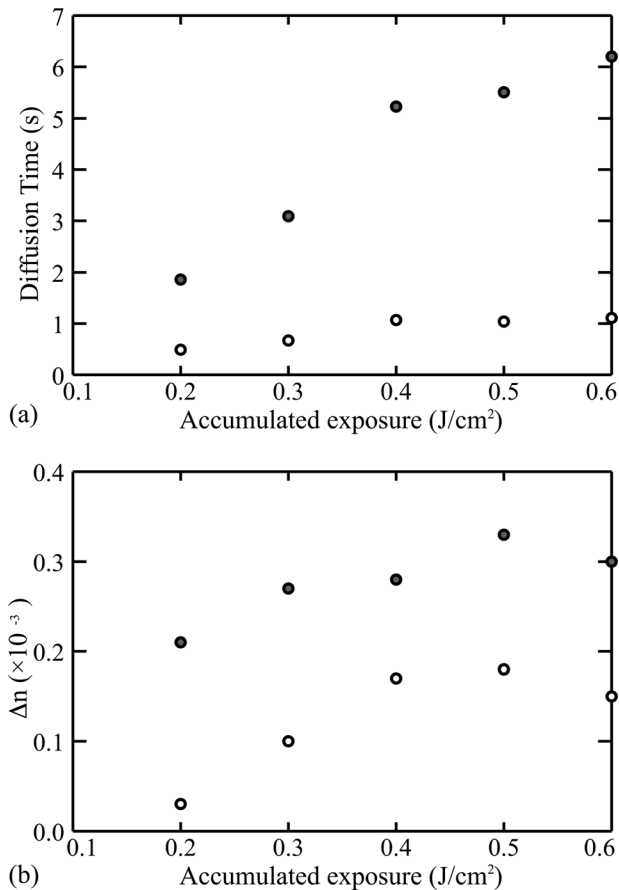 7
6
5
4
3
2
1
0
Diffusion Time (s)
0.1 0.2 0.3 0.4 0.5 0.6
(a) Accumulated exposure (J/cm²)
0.4
0.3
0.2
0.1
0.0
Δn (×10⁻³)
0.1 0.2 0.3 0.4 0.5 0.6
(b) Accumulated exposure (J/cm²)